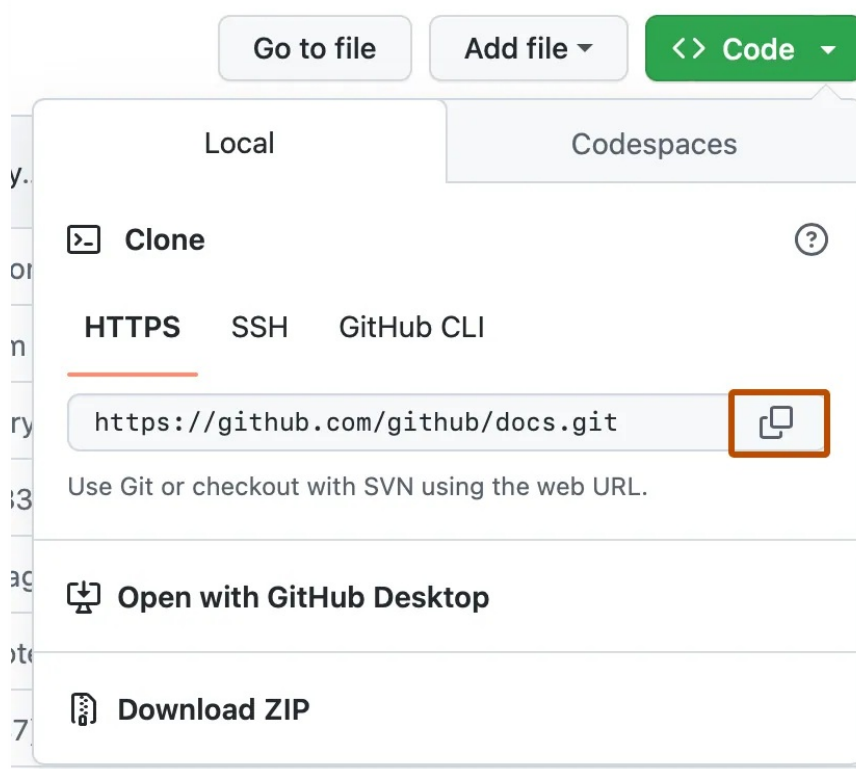 Go to file Add file <> Code
Local Codespaces
Clone
HTTPS SSH GitHub CLI
https://github.com/github/docs.git
Use Git or checkout with SVN using the web URL.
Open with GitHub Desktop
Download ZIP